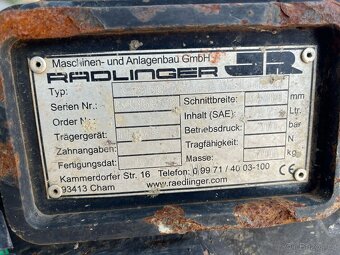 Maschinen- und Anlagenbau GmbH
RÄDLINGER
Typ:
Serien Nr.
Schnittbreite: mm
Order Nr.
Inhalt (SAE): Ltr.
Trägergerät:
Betriebsdruck: bar
Zahnangaben:
Tragfähigkeit: N
Fertigungsdat:
Masse: kg
Kammerdorfer Str. 16 Telefon: 0 99 71 / 40 03-100
93413 Cham www.raedlinger.com CE